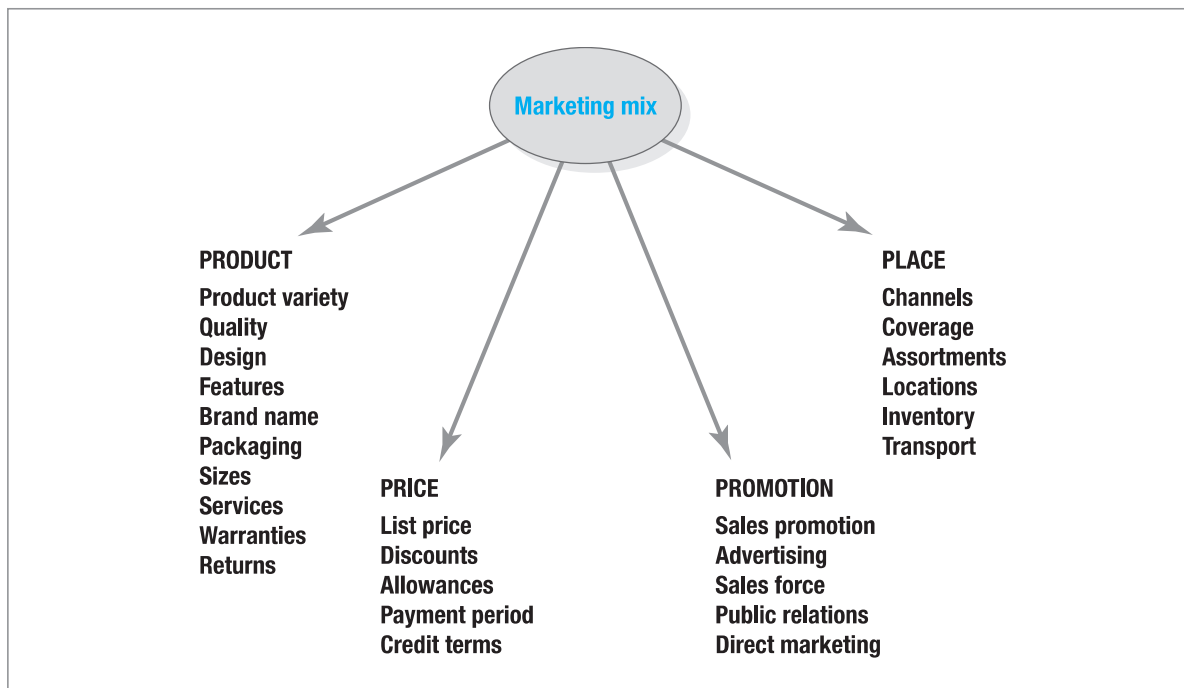 Marketing mix
PRODUCT
Product variety
Quality
Design
Features
Brand name
Packaging
Sizes
Services
Warranties
Returns
PRICE
List price
Discounts
Allowances
Payment period
Credit terms
PROMOTION
Sales promotion
Advertising
Sales force
Public relations
Direct marketing
PLACE
Channels
Coverage
Assortments
Locations
Inventory
Transport